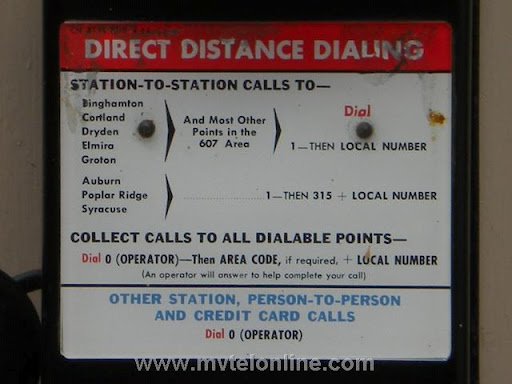 DIRECT DISTANCE DIALING
STATION-TO-STATION CALLS TO—
Binghamton
Cortland
Dryden
Elmira
Groton
And Most Other
Points in the
607 Area
Dial
1—THEN LOCAL NUMBER
Auburn
Poplar Ridge
Syracuse
1—THEN 315 + LOCAL NUMBER
COLLECT CALLS TO ALL DIALABLE POINTS—
Dial 0 (OPERATOR)—Then AREA CODE, if required, + LOCAL NUMBER
(An operator will answer to help complete your call)
OTHER STATION, PERSON-TO-PERSON
AND CREDIT CARD CALLS
Dial 0 (OPERATOR)
www.mytelonline.com